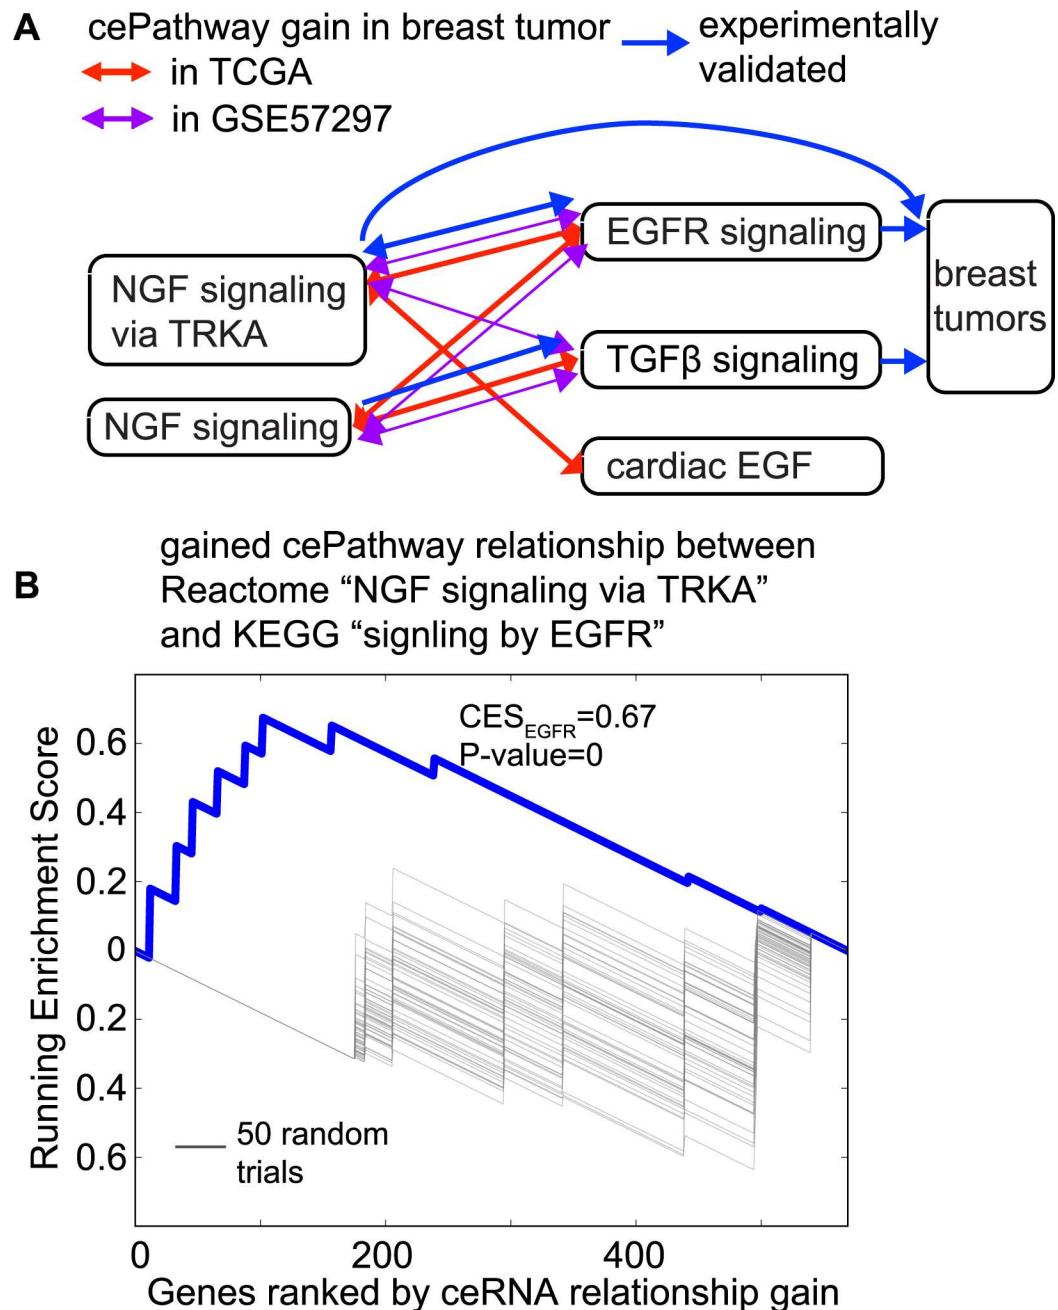 A
cePathway gain in breast tumor
experimentally
validated
in TCGA
in GSE57297
NGF signaling
via TRKA
NGF signaling
EGFR signaling
TGFβ signaling
cardiac EGF
breast
tumors
B
gained cePathway relationship between
Reactome “NGF signaling via TRKA”
and KEGG “signling by EGFR”
CES_EGFR=0.67
P-value=0
Running Enrichment Score
0.6
0.4
0.2
0
0.2
0.4
0.6
50 random
trials
0 200 400
Genes ranked by ceRNA relationship gain